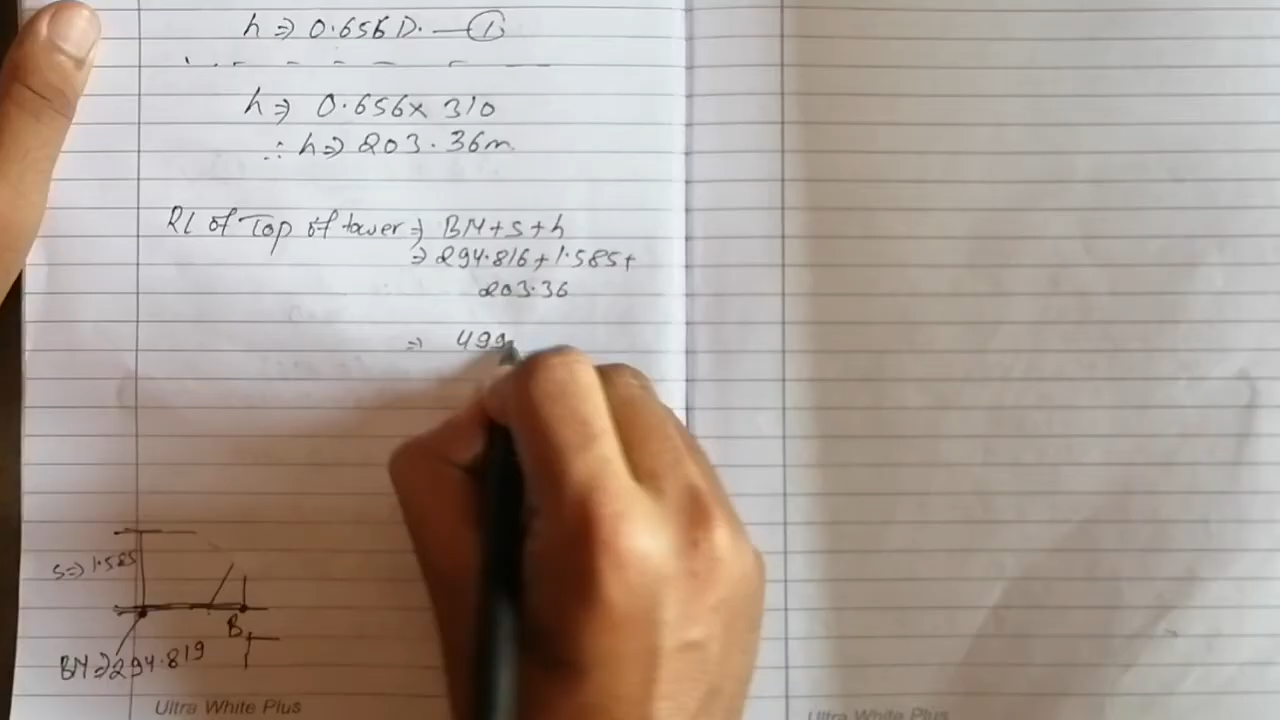 h ⇒ 0.656 D. — ①
h ⇒ 0.656 × 310
∴ h ⇒ 203.36m.
RL of Top of tower ⇒ BM + s + h
⇒ 294.816 + 1.585 +
203.36
⇒ 499
s ⇒ 1.585
B
BM ⇒ 294.819
Ultra White Plus
Ultra White Plus